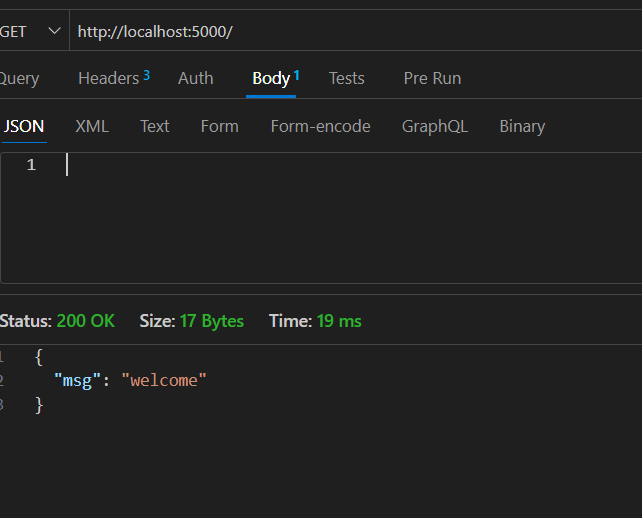 GET http://localhost:5000/
Query Headers 3 Auth Body 1 Tests Pre Run
JSON XML Text Form Form-encode GraphQL Binary
1
Status: 200 OK Size: 17 Bytes Time: 19 ms
1 {
2 "msg": "welcome"
3 }